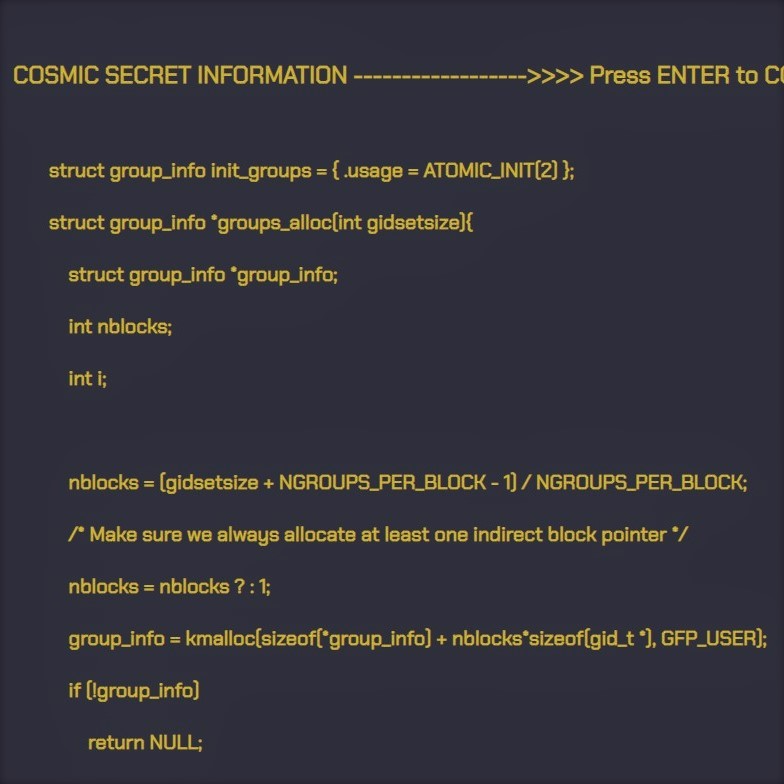 COSMIC SECRET INFORMATION ------------------>>>> Press ENTER to
struct group_info init_groups = { .usage = ATOMIC_INIT(2) };
struct group_info *groups_alloc(int gidsetsize){
struct group_info *group_info;
int nblocks;
int i;
nblocks = (gidsetsize + NGROUPS_PER_BLOCK - 1) / NGROUPS_PER_BLOCK;
/* Make sure we always allocate at least one indirect block pointer */
nblocks = nblocks ? : 1;
group_info = kmalloc(sizeof(*group_info) + nblocks*sizeof(gid_t *), GFP_USER);
if (!group_info)
return NULL;